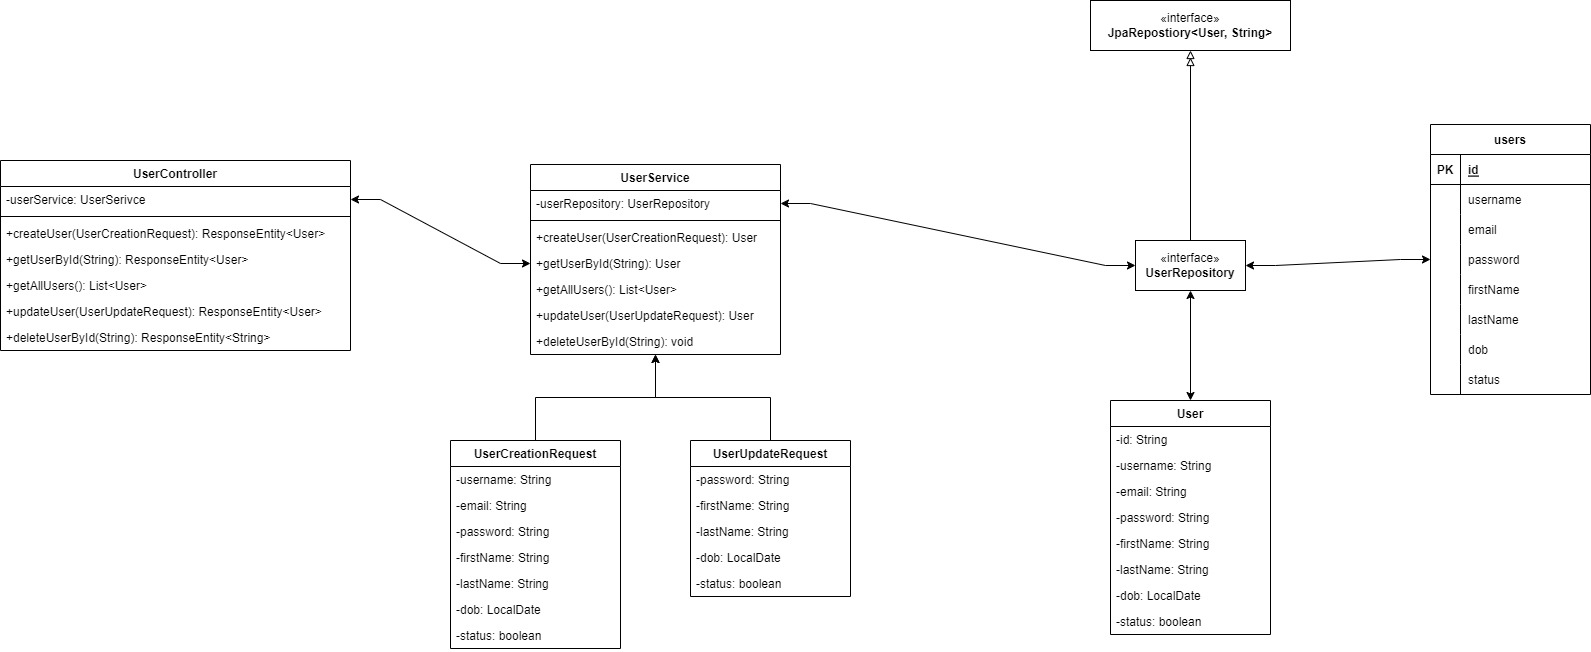 «interface»
JpaRepostiory<User, String>
users
PK id
username
email
password
firstName
lastName
dob
status
UserController
-userService: UserSerivce
+createUser(UserCreationRequest): ResponseEntity<User>
+getUserById(String): ResponseEntity<User>
+getAllUsers(): List<User>
+updateUser(UserUpdateRequest): ResponseEntity<User>
+deleteUserById(String): ResponseEntity<String>
UserService
-userRepository: UserRepository
+createUser(UserCreationRequest): User
+getUserById(String): User
+getAllUsers(): List<User>
+updateUser(UserUpdateRequest): User
+deleteUserById(String): void
«interface»
UserRepository
UserCreationRequest
-username: String
-email: String
-password: String
-firstName: String
-lastName: String
-dob: LocalDate
-status: boolean
UserUpdateRequest
-password: String
-firstName: String
-lastName: String
-dob: LocalDate
-status: boolean
User
-id: String
-username: String
-email: String
-password: String
-firstName: String
-lastName: String
-dob: LocalDate
-status: boolean